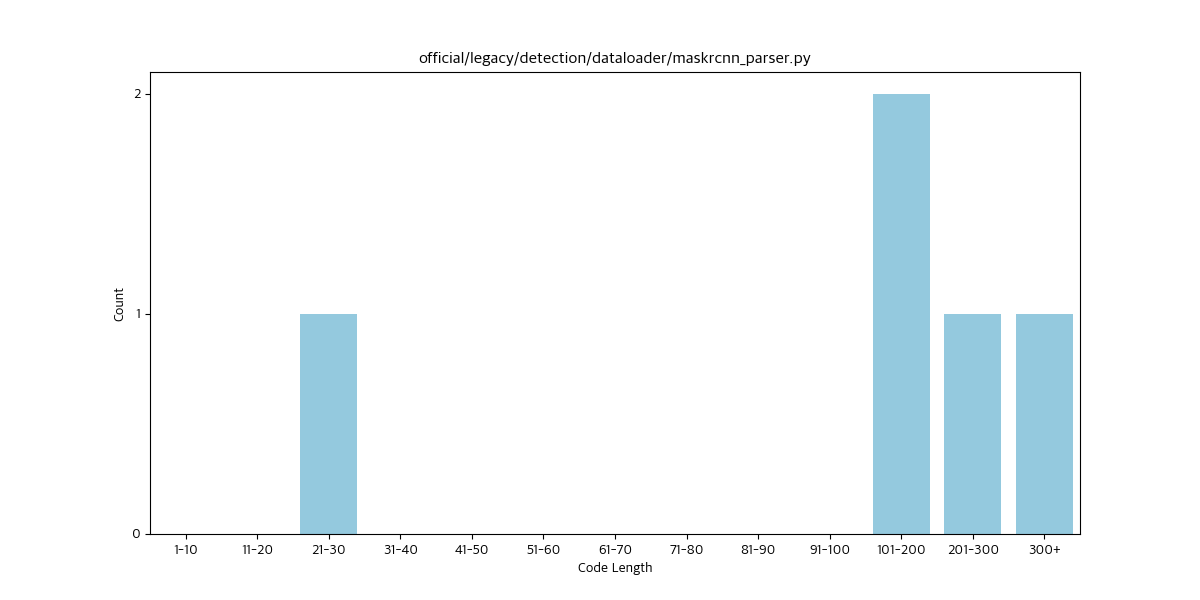 official/legacy/detection/dataloader/maskrcnn_parser.py
2
1
0
Count
1-10 11-20 21-30 31-40 41-50 51-60 61-70 71-80 81-90 91-100 101-200 201-300 300+
Code Length